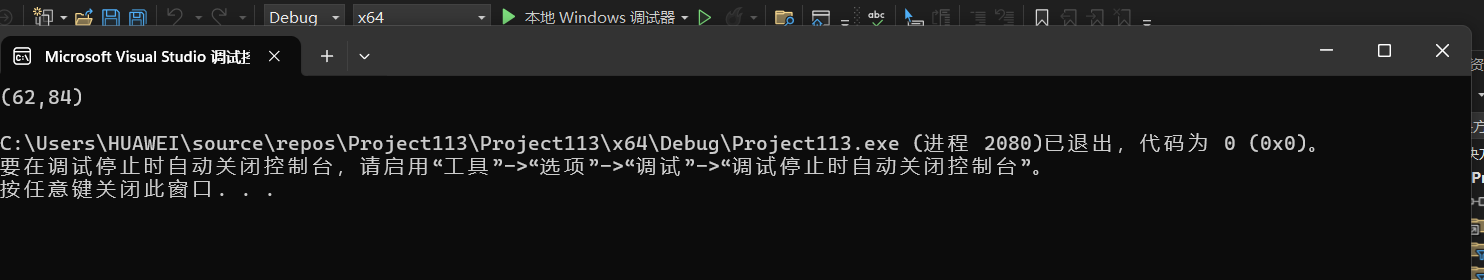 Debug
x64
本地 Windows 调试器
abc
Microsoft Visual Studio 调试
资
(62,84)
C:\Users\HUAWEI\source\repos\Project113\Project113\x64\Debug\Project113.exe (进程 2080)已退出，代码为 0 (0x0)。
要在调试停止时自动关闭控制台，请启用“工具”->“选项”->“调试”->“调试停止时自动关闭控制台”。
按任意键关闭此窗口. . .
Pr